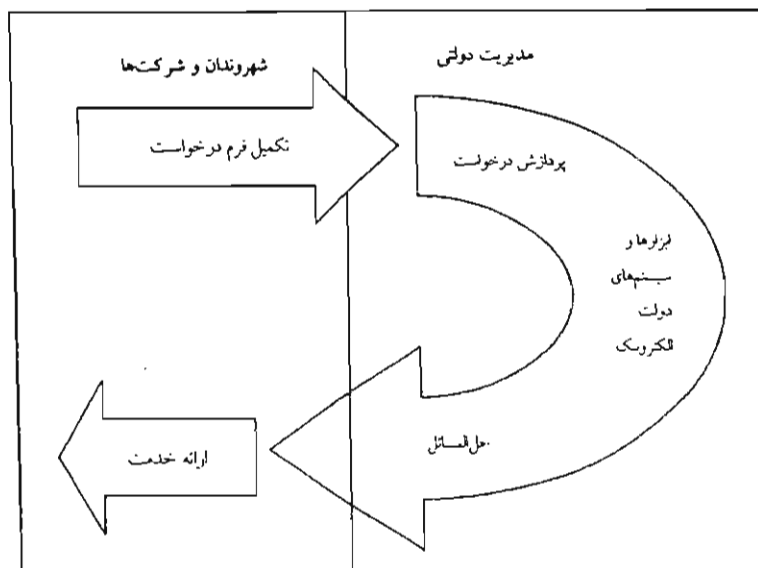 مدیریت دولتی
شهروندان و شرکت‌ها
تکمیل فرم درخواست
پردازش درخواست
ابزارها و
سیستم‌های
دولت
الکترونیک
حل‌المسائل
ارائه خدمت